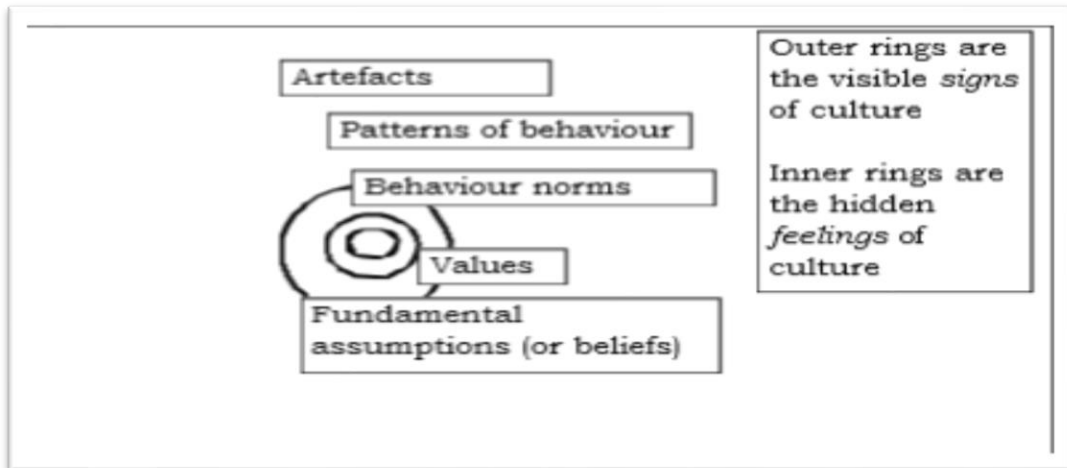 Artefacts
Patterns of behaviour
Behaviour norms
Values
Fundamental
assumptions (or beliefs)
Outer rings are
the visible signs
of culture
Inner rings are
the hidden
feelings of
culture